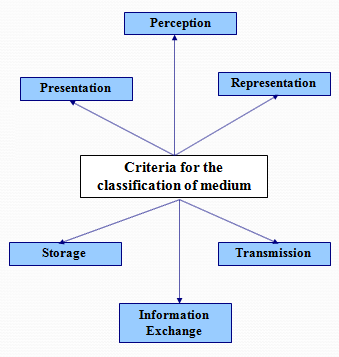 Perception
Presentation
Representation
Criteria for the
classification of medium
Storage
Transmission
Information
Exchange